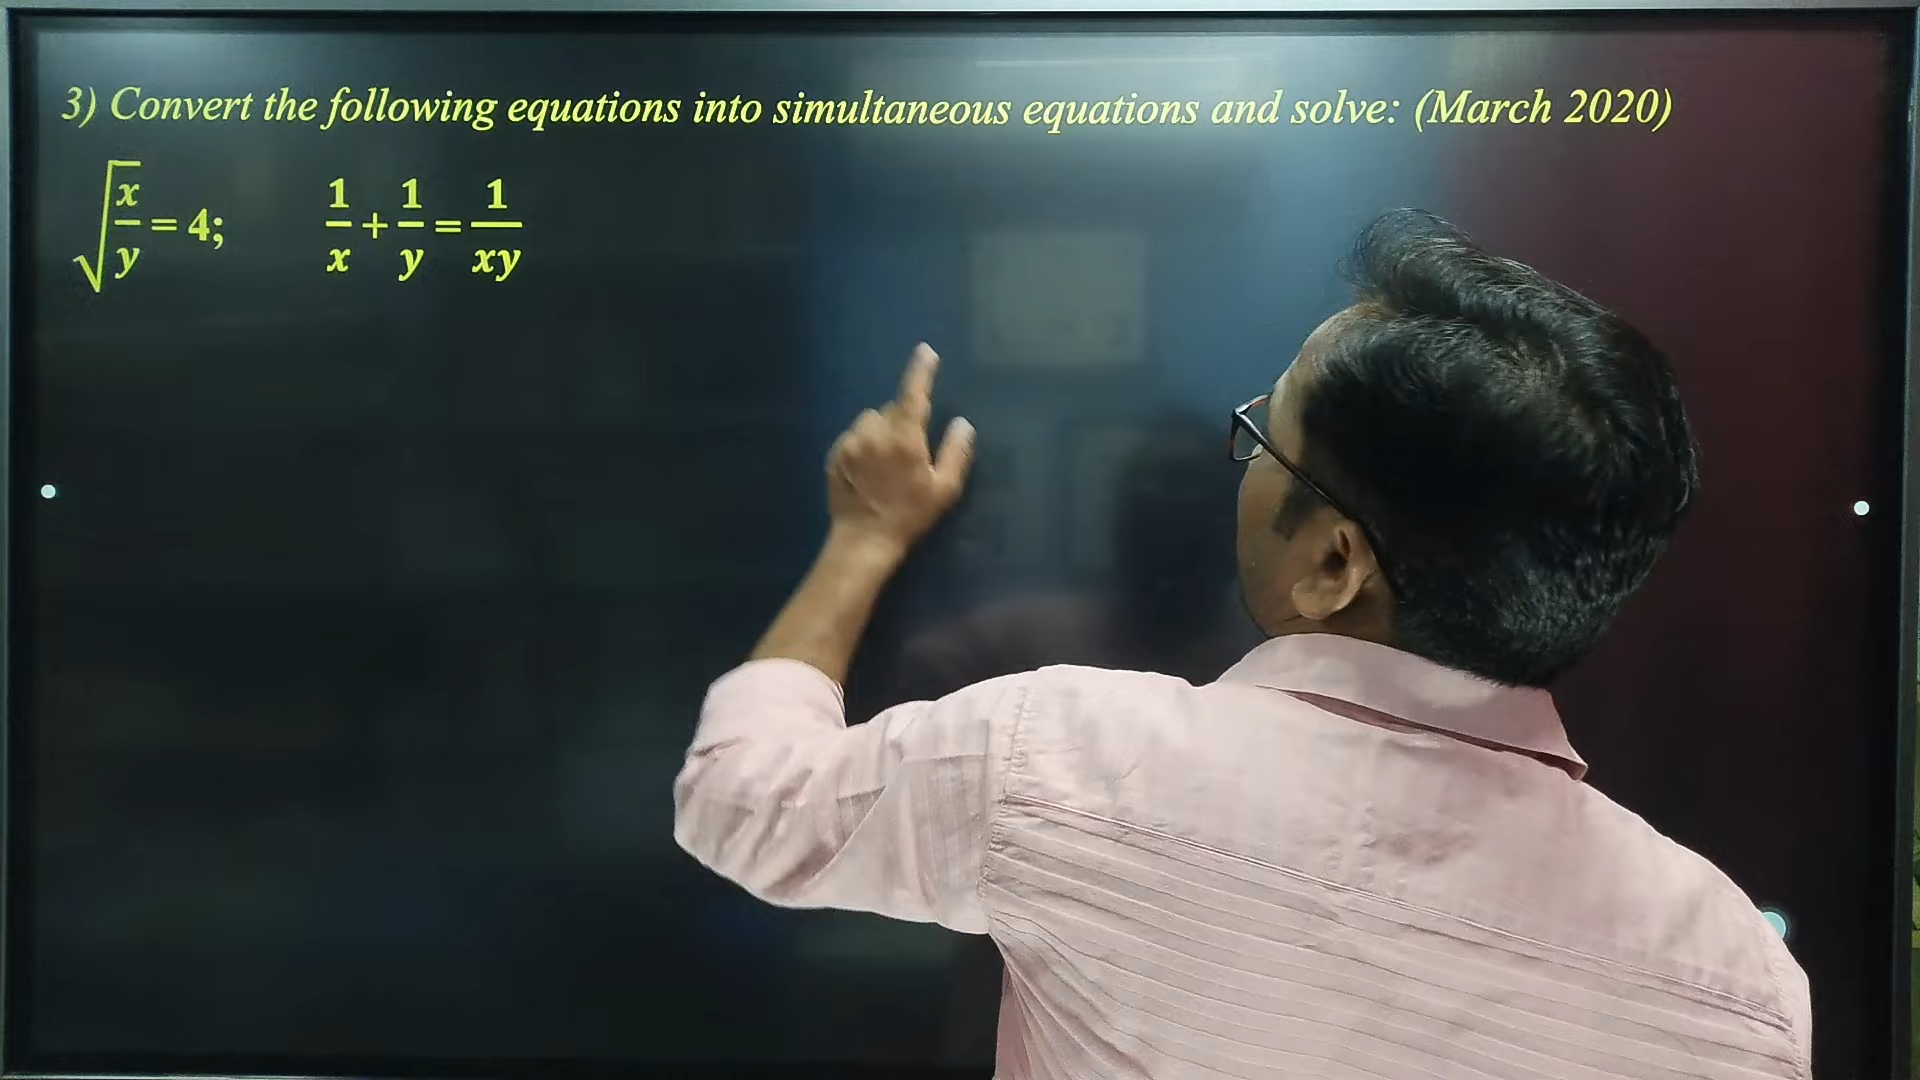 3) Convert the following equations into simultaneous equations and solve: (March 2020)
√(x/y) = 4; 1/x + 1/y = 1/xy